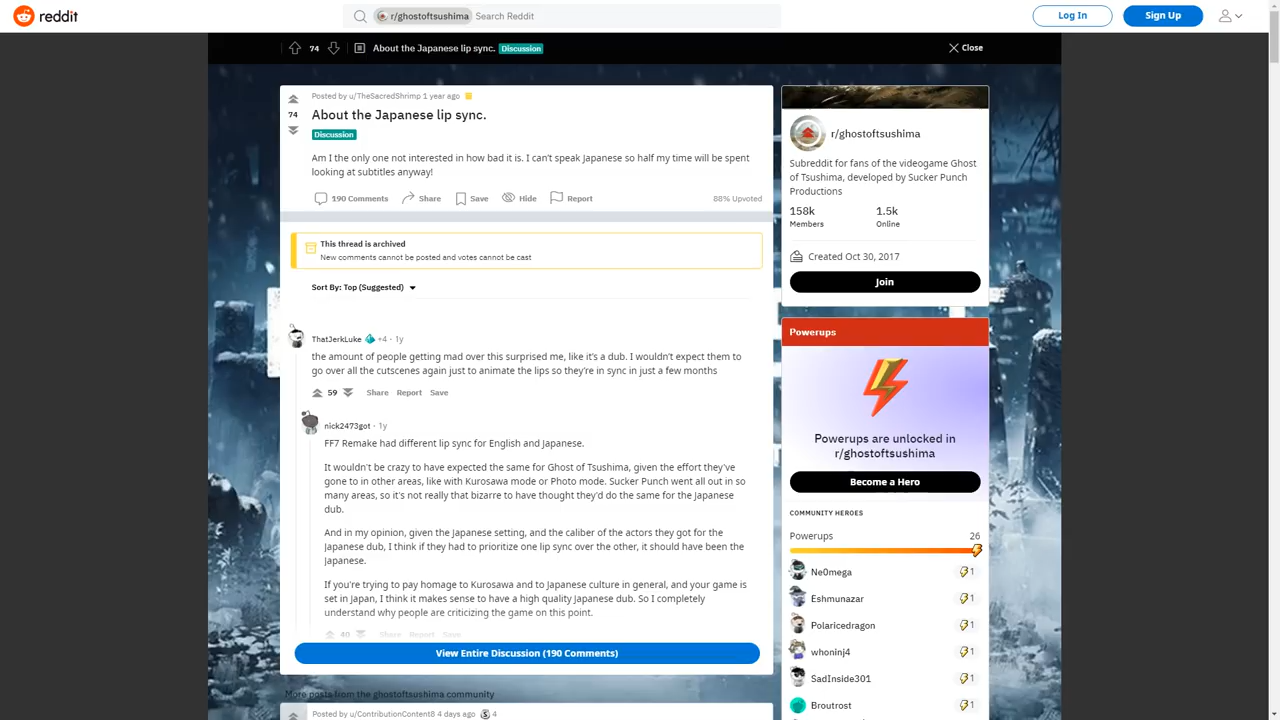 reddit
r/ghostoftsushima Search Reddit
Log In
Sign Up
74
About the Japanese lip sync. Discussion
Close
Posted by u/TheSacredShrimp 1 year ago
74
About the Japanese lip sync.
Discussion
Am I the only one not interested in how bad it is. I can't speak Japanese so half my time will be spent
looking at subtitles anyway!
190 Comments Share Save Hide Report 88% Upvoted
This thread is archived
New comments cannot be posted and votes cannot be cast
Sort By: Top (Suggested)
ThatJerkLuke +4 · 1y
the amount of people getting mad over this surprised me, like it's a dub. I wouldn't expect them to
go over all the cutscenes again just to animate the lips so they're in sync in just a few months
59 Share Report Save
nick2473got · 1y
FF7 Remake had different lip sync for English and Japanese.
It wouldn't be crazy to have expected the same for Ghost of Tsushima, given the effort they've
gone to in other areas, like with Kurosawa mode or Photo mode. Sucker Punch went all out in so
many areas, so it's not really that bizarre to have thought they'd do the same for the Japanese
dub.
And in my opinion, given the Japanese setting, and the caliber of the actors they got for the
Japanese dub, I think if they had to prioritize one lip sync over the other, it should have been the
Japanese.
If you're trying to pay homage to Kurosawa and to Japanese culture in general, and your game is
set in Japan, I think it makes sense to have a high quality Japanese dub. So I completely
understand why people are criticizing the game on this point.
40 Share Report Save
View Entire Discussion (190 Comments)
More posts from the ghostoftsushima community
Posted by u/ContributionContent8 4 days ago 4
r/ghostoftsushima
Subreddit for fans of the videogame Ghost
of Tsushima, developed by Sucker Punch
Productions
158k 1.5k
Members Online
Created Oct 30, 2017
Join
Powerups
Powerups are unlocked in
r/ghostoftsushima
Become a Hero
COMMUNITY HEROES
Powerups 26
Ne0mega 1
Eshmunazar 1
Polaricedragon 1
whoninj4 1
SadInside301 1
Broutrost 1